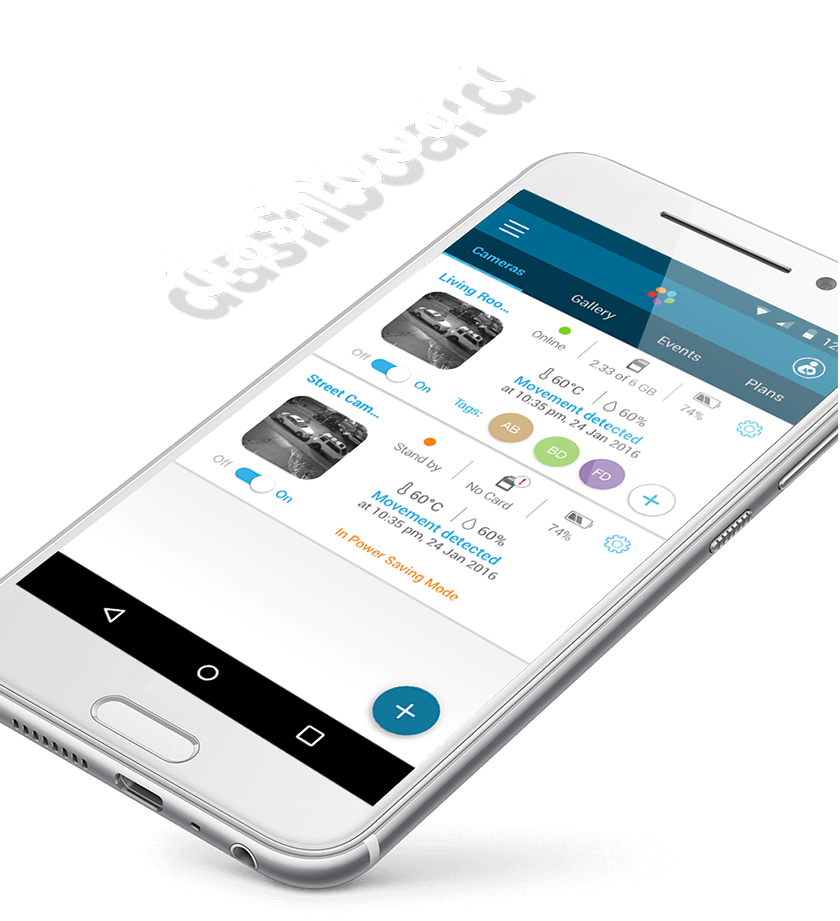 dashboard
12
Cameras
Gallery
Events
Plans
Living Roo...
Online
2.33 of 6 GB
74%
60°C
60%
Movement detected
at 10:35 pm, 24 Jan 2016
Off
On
Tags:
AB
BD
FD
Street Cam...
Stand by
No Card
74%
60°C
60%
Movement detected
at 10:35 pm, 24 Jan 2016
Off
On
In Power Saving Mode